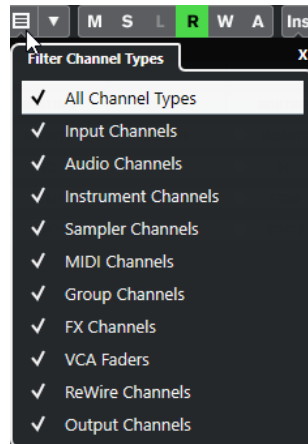 M S L R W A Ins
Filter Channel Types X
All Channel Types
Input Channels
Audio Channels
Instrument Channels
Sampler Channels
MIDI Channels
Group Channels
FX Channels
VCA Faders
ReWire Channels
Output Channels